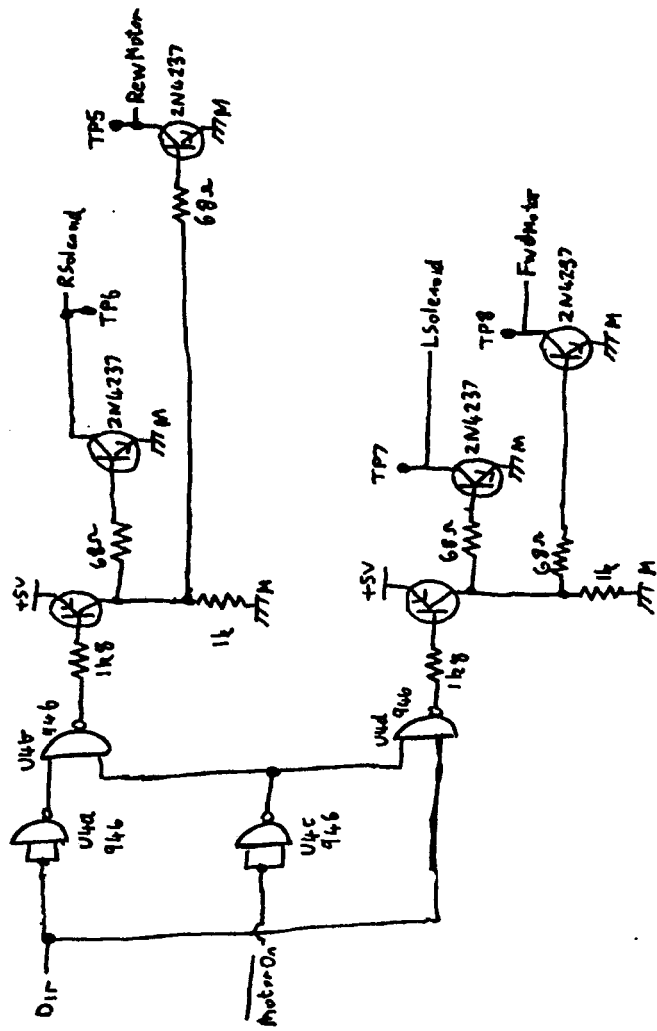 Dir
MotorOn
U4a
946
U4b
946
U4c
946
U4d
946
1k8
+5V
68Ω
1k
M
2N4237
M
RSolenoid
TP6
68Ω
TP5
RewMotor
2N4237
M
1k8
+5V
68Ω
68Ω
1k
M
TP7
LSolenoid
2N4237
M
TP8
FwdMotor
2N4237
M